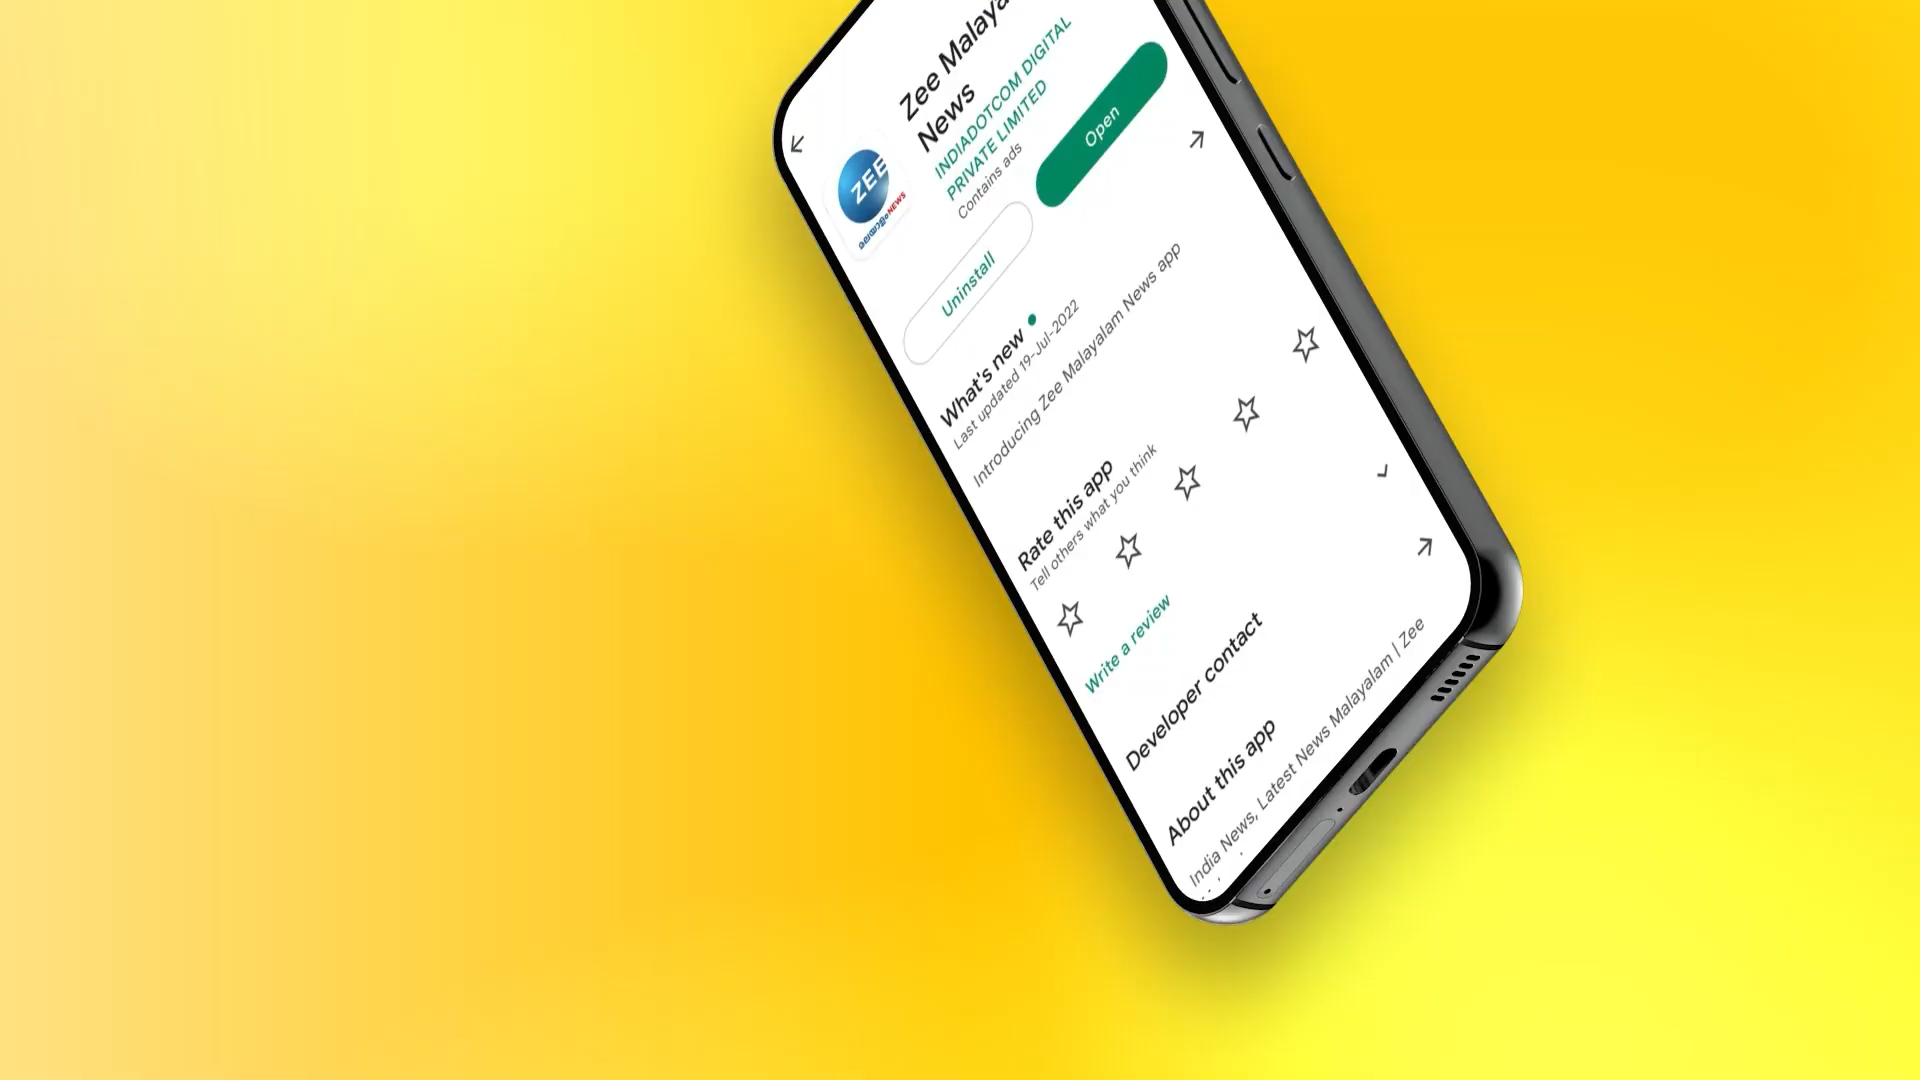 Zee Malaya
News
INDIADOTCOM DIGITAL
PRIVATE LIMITED
Contains ads
ZEE
മലയാളം NEWS
Uninstall
Open
What's new
Last updated 19-Jul-2022
Introducing Zee Malayalam News app
Rate this app
Tell others what you think
Write a review
Developer contact
About this app
India News, Latest News Malayalam | Zee